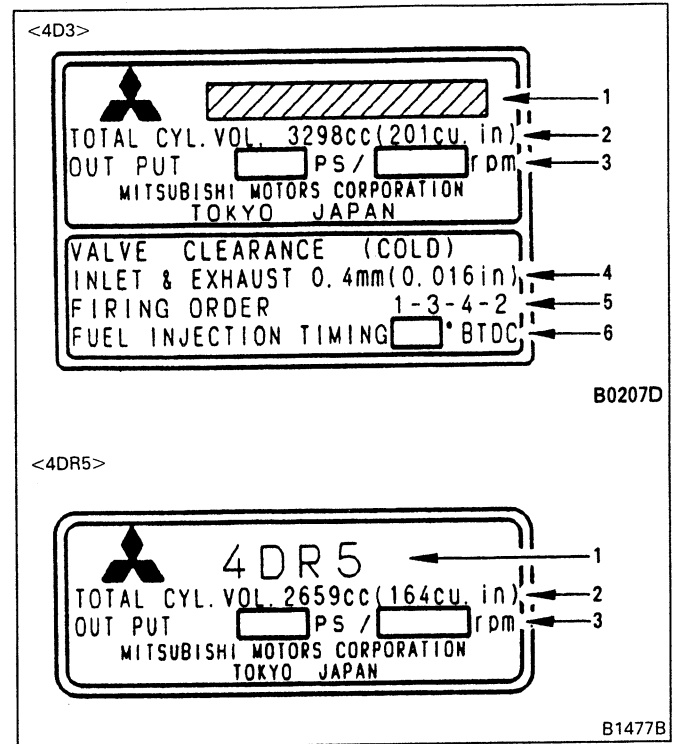 <4D3>
1
TOTAL CYL. VOL. 3298cc(201cu. in) 2
OUT PUT PS/ rpm 3
MITSUBISHI MOTORS CORPORATION
TOKYO JAPAN
VALVE CLEARANCE (COLD)
INLET & EXHAUST 0.4mm(0.016in) 4
FIRING ORDER 1-3-4-2 5
FUEL INJECTION TIMING ° BTDC 6
B0207D
<4DR5>
4DR5 1
TOTAL CYL. VOL. 2659cc(164cu. in) 2
OUT PUT PS / rpm 3
MITSUBISHI MOTORS CORPORATION
TOKYO JAPAN
B1477B